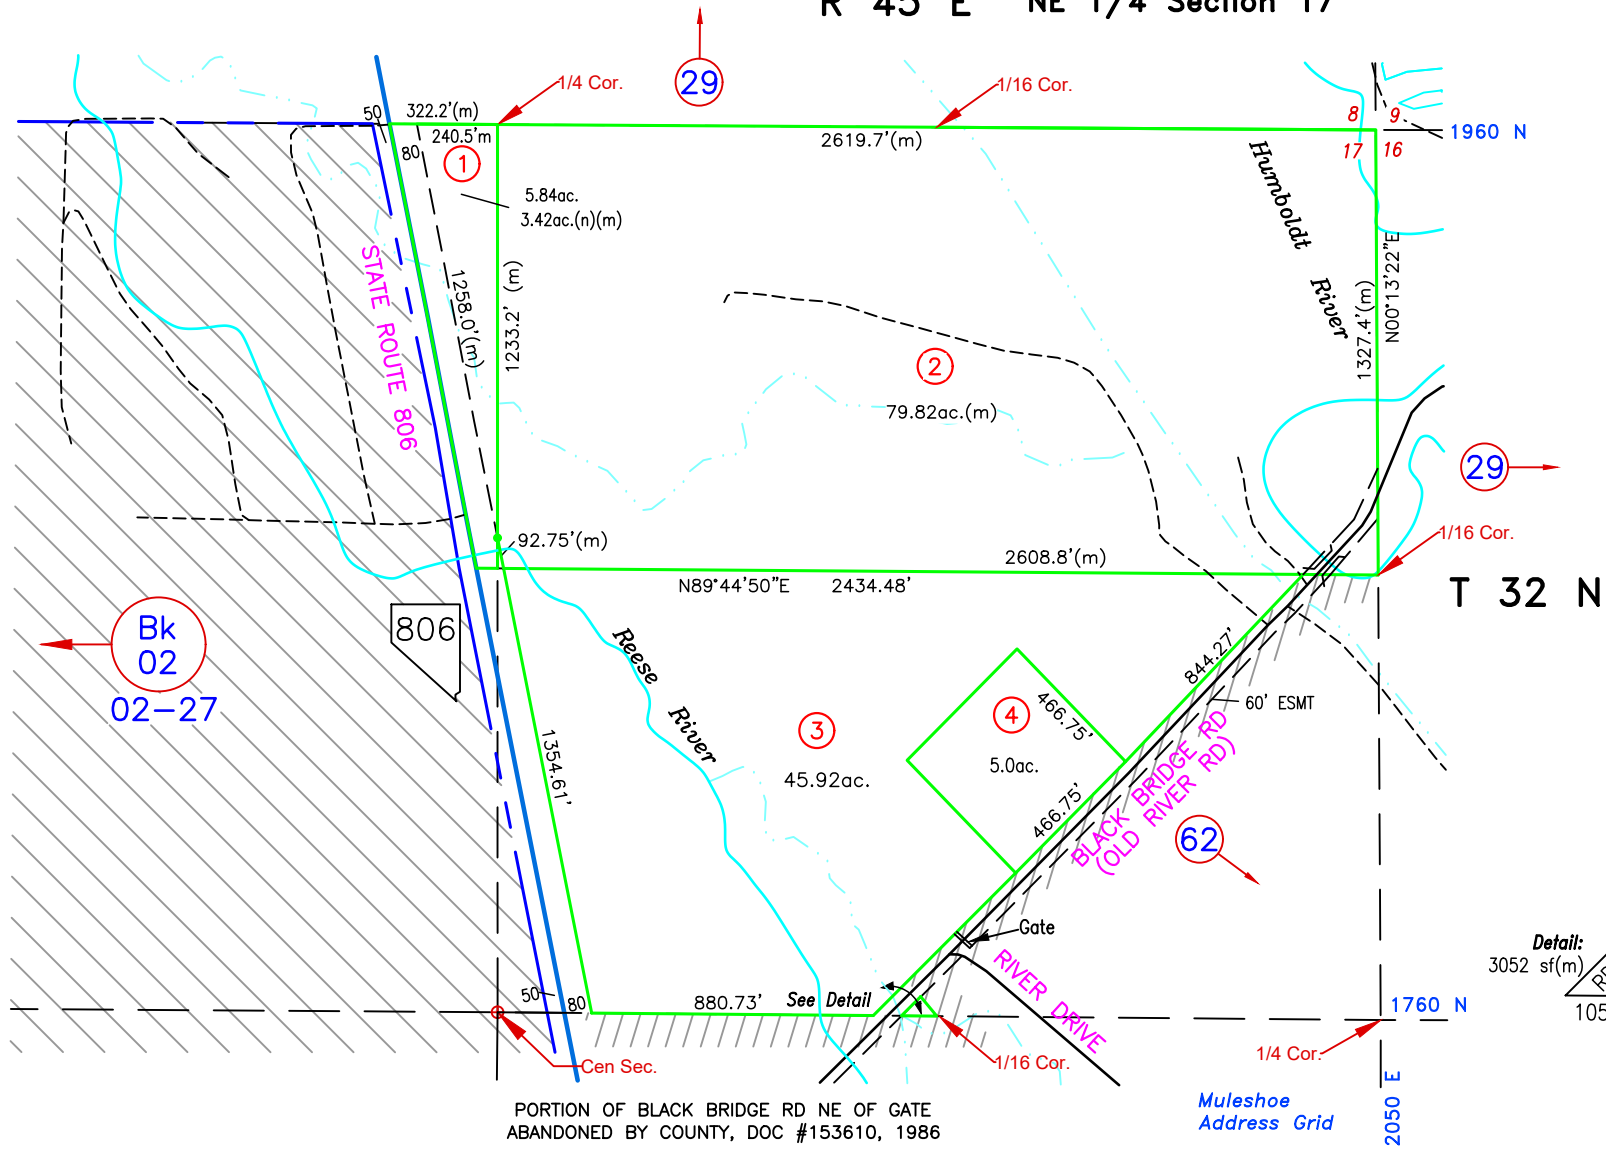 R 45 E NE 1/4 Section 17
29
1/4 Cor.
1/16 Cor.
50
322.2'(m)
240.5'm
80
1
2619.7'(m)
8 9
17 16
1960 N
5.84ac.
3.42ac.(n)(m)
Humboldt River
STATE ROUTE 806
1258.0'(m)
1233.2' (m)
1327.4'(m)
N00°13'22"E
2
79.82ac.(m)
29
92.75'(m)
2608.8'(m)
1/16 Cor.
N89°44'50"E 2434.48'
T 32 N
806
Bk
02
02-27
Reese River
844.27'
60' ESMT
466.75'
4
3
5.0ac.
45.92ac.
1354.61'
466.75'
BLACK BRIDGE RD
(OLD RIVER RD)
62
Gate
RIVER DRIVE
Detail:
3052 sf(m)
105
50
80
880.73'
See Detail
1760 N
1/16 Cor.
1/4 Cor.
Cen Sec.
2050 E
PORTION OF BLACK BRIDGE RD NE OF GATE
ABANDONED BY COUNTY, DOC #153610, 1986
Muleshoe
Address Grid